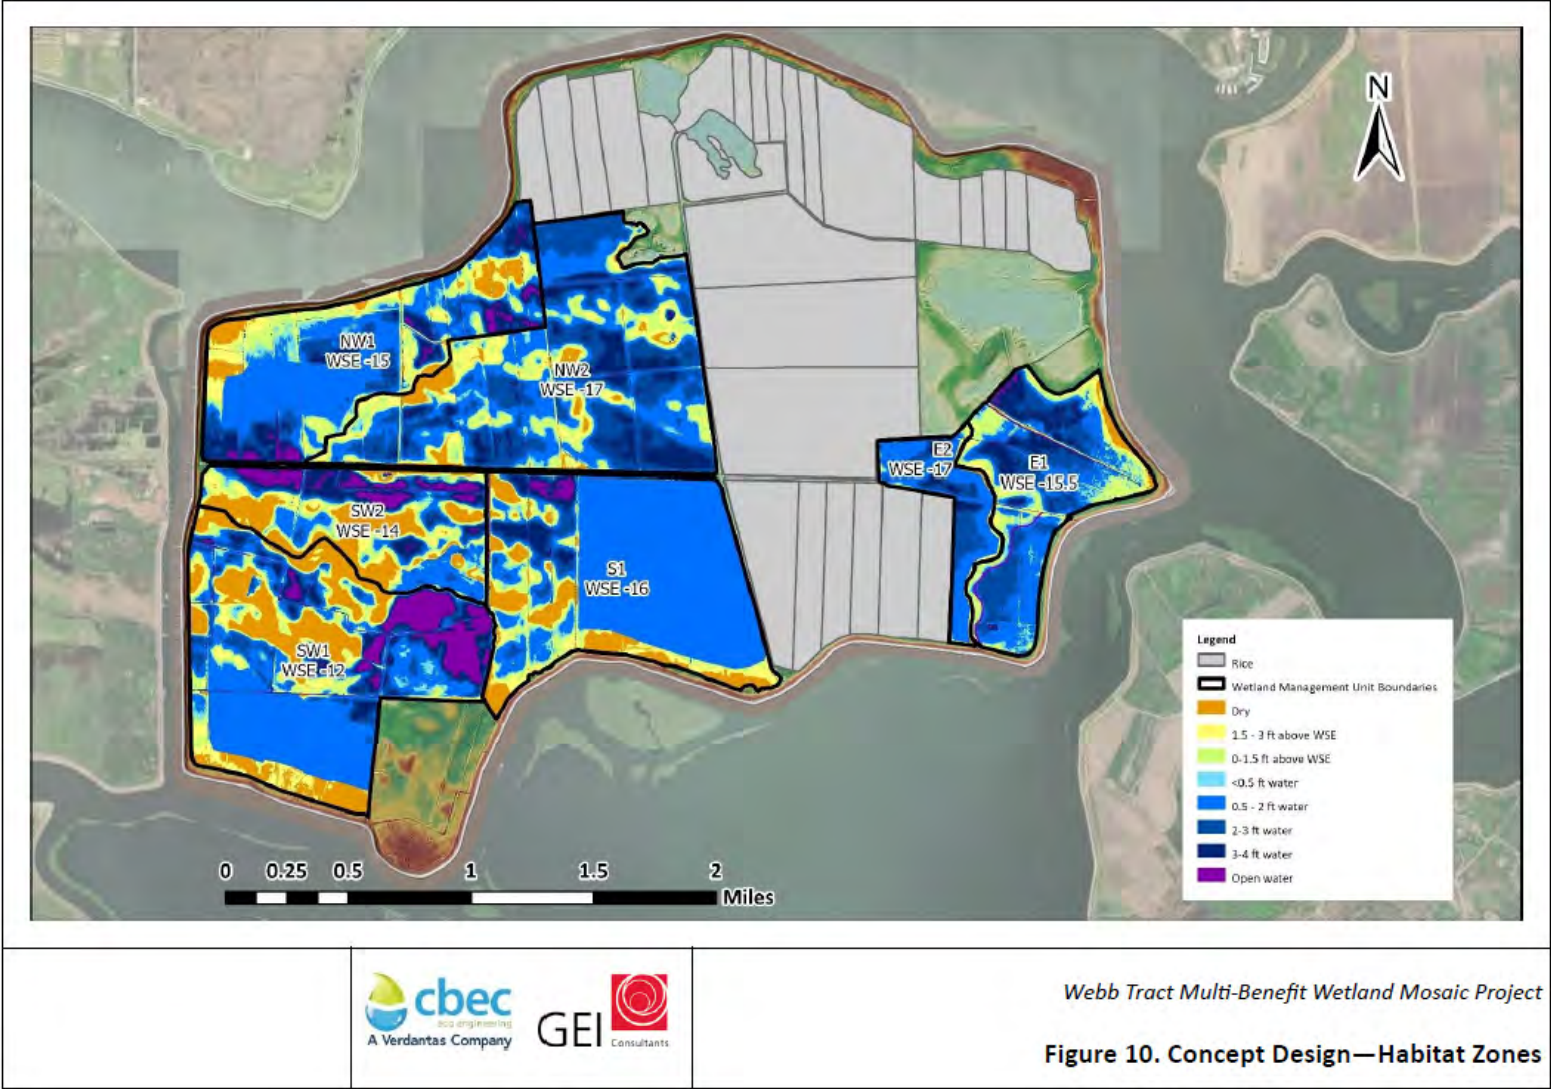 N
NW1
WSE -15
NW2
WSE -17
E2
WSE -17
E1
WSE -15.5
SW2
WSE -14
S1
WSE -16
SW1
WSE -12
Legend
Rice
Wetland Management Unit Boundaries
Dry
1.5 - 3 ft above WSE
0-1.5 ft above WSE
<0.5 ft water
0.5 - 2 ft water
2-3 ft water
3-4 ft water
Open water
0 0.25 0.5 1 1.5 2
Miles
cbec
eco engineering
A Verdantas Company
GEI
Consultants
Webb Tract Multi-Benefit Wetland Mosaic Project
Figure 10. Concept Design—Habitat Zones